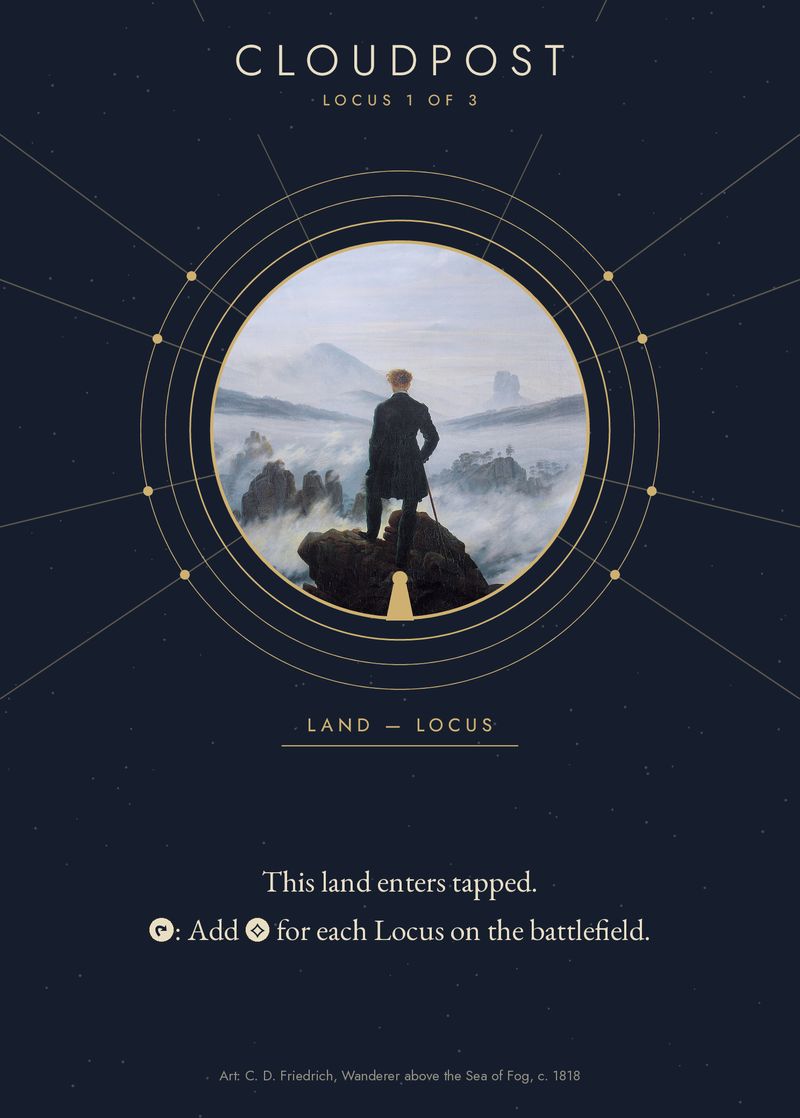 CLOUDPOST
LOCUS 1 OF 3
LAND — LOCUS
This land enters tapped.
: Add for each Locus on the battlefield.
Art: C. D. Friedrich, Wanderer above the Sea of Fog, c. 1818